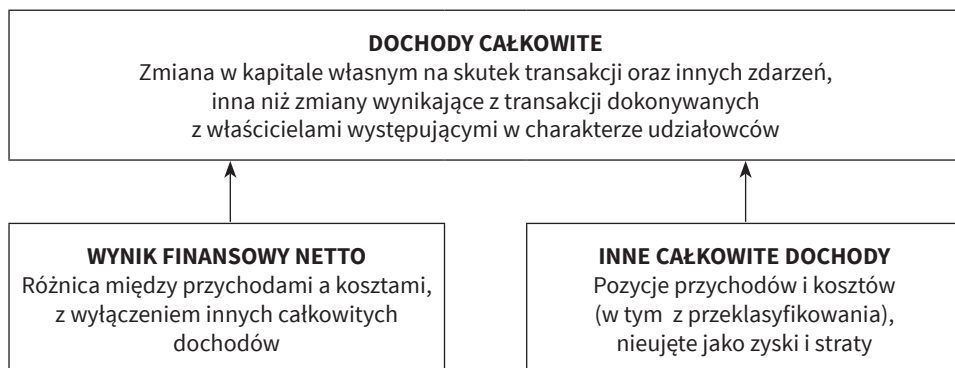 DOCHODY CAŁKOWITE
Zmiana w kapitale własnym na skutek transakcji oraz innych zdarzeń,
inna niż zmiany wynikające z transakcji dokonywanych
z właścicielami występującymi w charakterze udziałowców
WYNIK FINANSOWY NETTO
Różnica między przychodami a kosztami,
z wyłączeniem innych całkowitych
dochodów
INNE CAŁKOWITE DOCHODY
Pozycje przychodów i kosztów
(w tym z przeklasyfikowania),
nieujęte jako zyski i straty